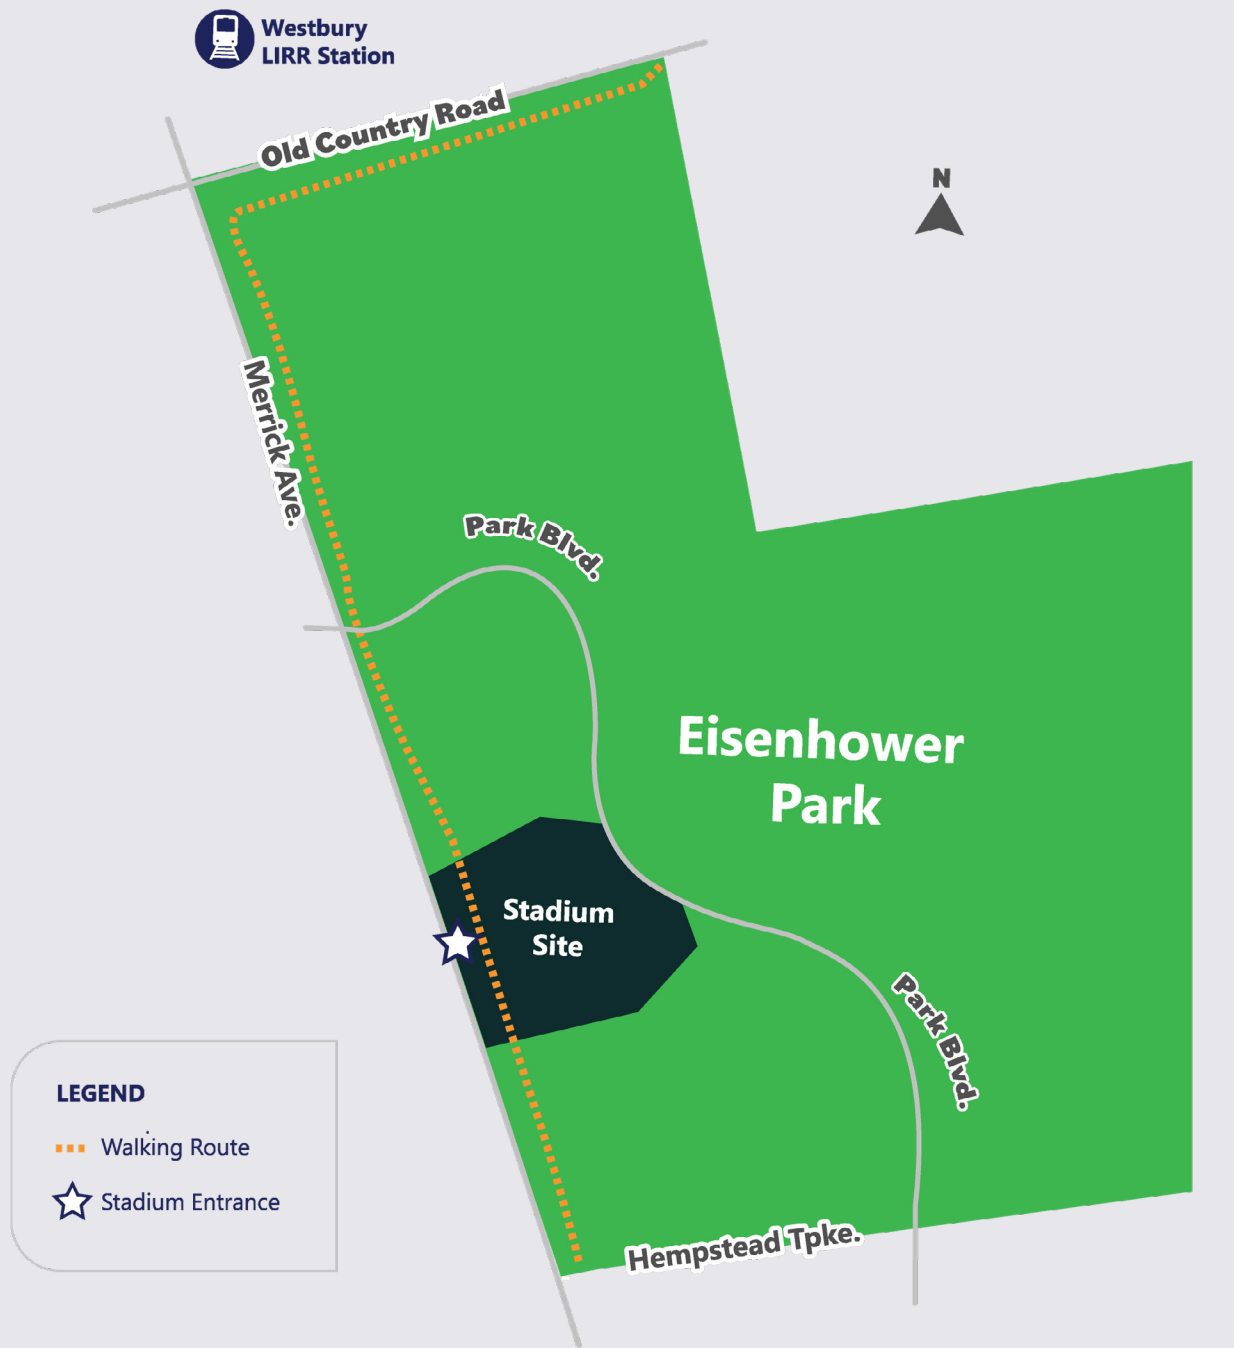 Westbury
LIRR Station
Old Country Road
N
Merrick Ave.
Park Blvd.
Eisenhower
Park
Stadium
Site
Park Blvd.
LEGEND
Walking Route
Stadium Entrance
Hempstead Tpke.